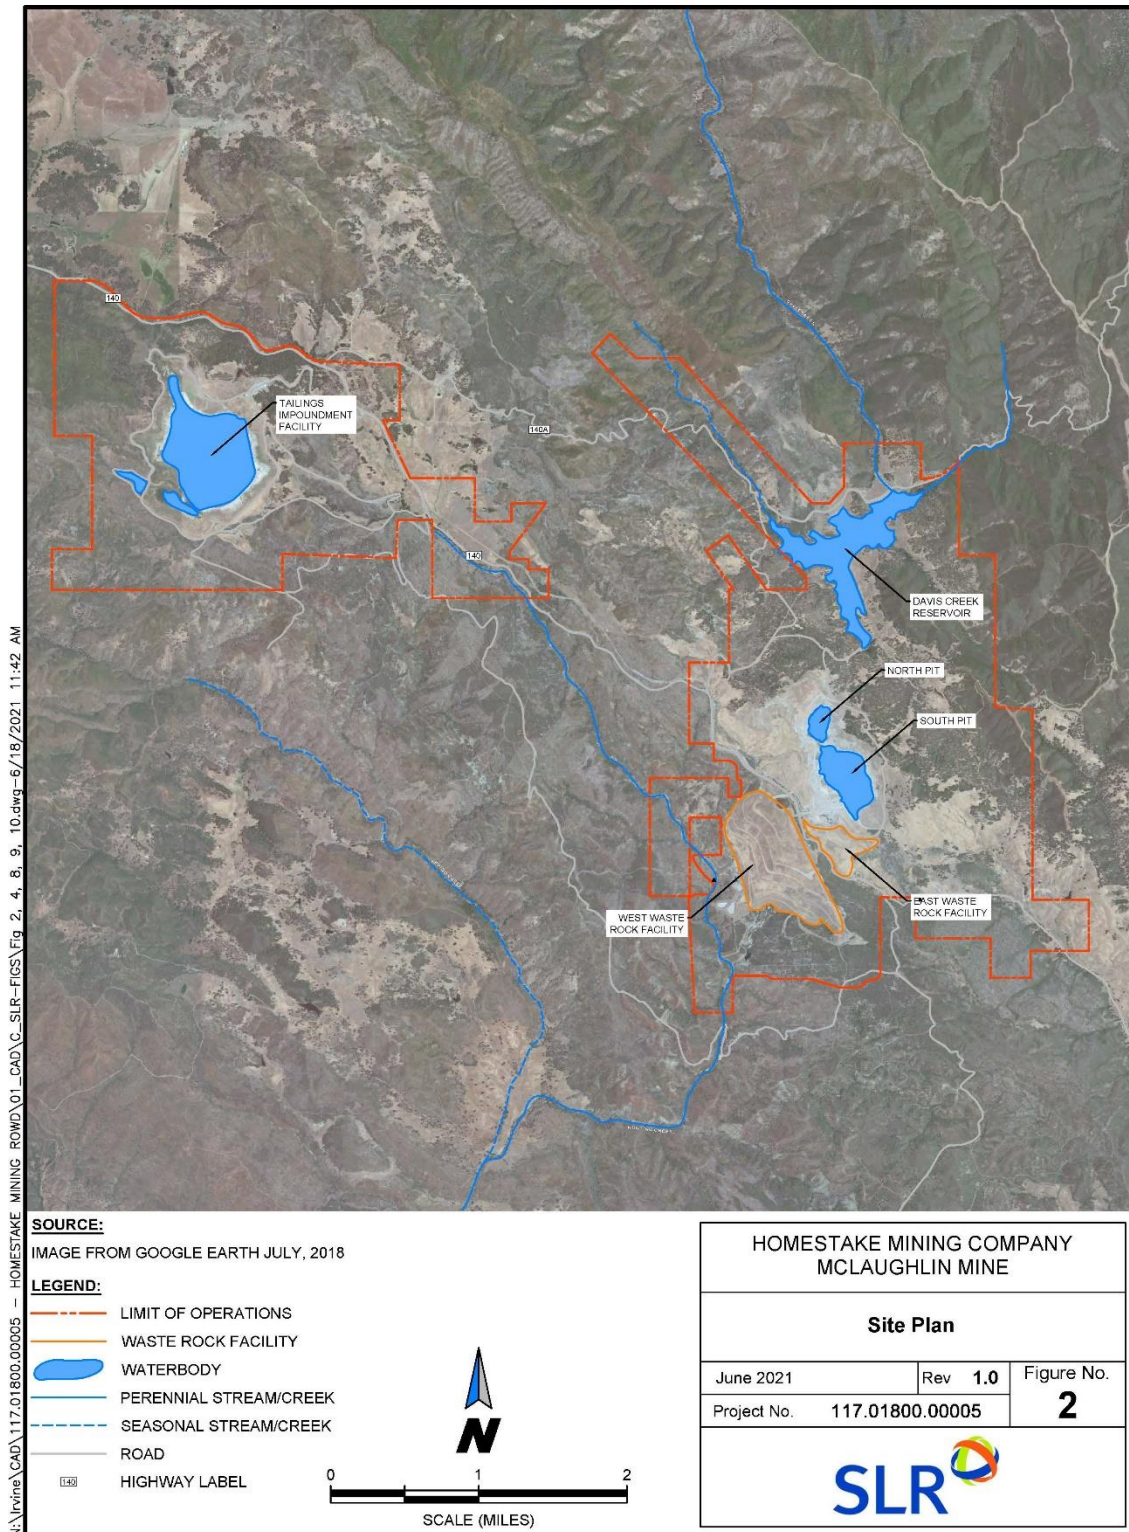 140
TAILINGS
IMPOUNDMENT
FACILITY
140A
140
DAVIS CREEK
RESERVOIR
NORTH PIT
SOUTH PIT
WEST WASTE
ROCK FACILITY
EAST WASTE
ROCK FACILITY
N:\Irvine\CAD\117.01800.00005 - HOMESTAKE MINING ROWD\01_CAD\C_SLR-FIGS\Fig 2, 4, 8, 9, 10.dwg-6/18/2021 11:42 AM
SOURCE:
IMAGE FROM GOOGLE EARTH JULY, 2018
LEGEND:
LIMIT OF OPERATIONS
WASTE ROCK FACILITY
WATERBODY
PERENNIAL STREAM/CREEK
SEASONAL STREAM/CREEK
ROAD
140 HIGHWAY LABEL
N
0 1 2
SCALE (MILES)
HOMESTAKE MINING COMPANY
MCLAUGHLIN MINE
Site Plan
June 2021 Rev 1.0 Figure No.
Project No. 117.01800.00005 2
SLR